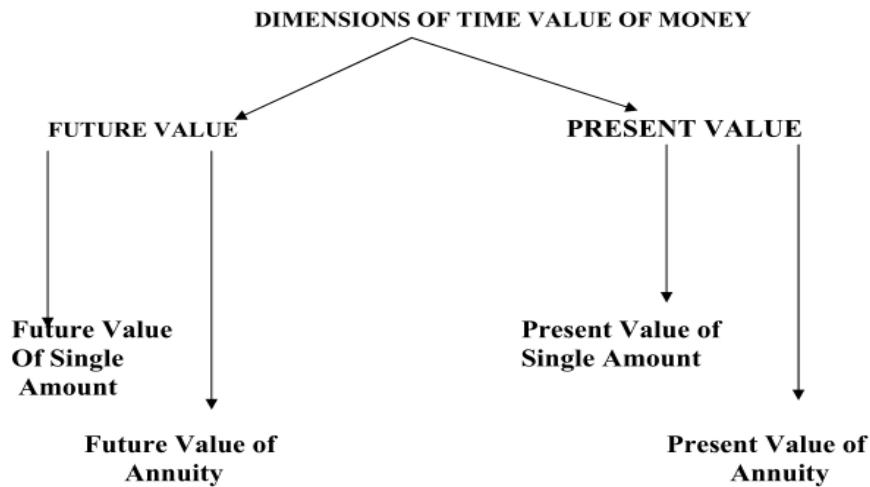 DIMENSIONS OF TIME VALUE OF MONEY
FUTURE VALUE
PRESENT VALUE
Future Value
Of Single
Amount
Present Value of
Single Amount
Future Value of
Annuity
Present Value of
Annuity